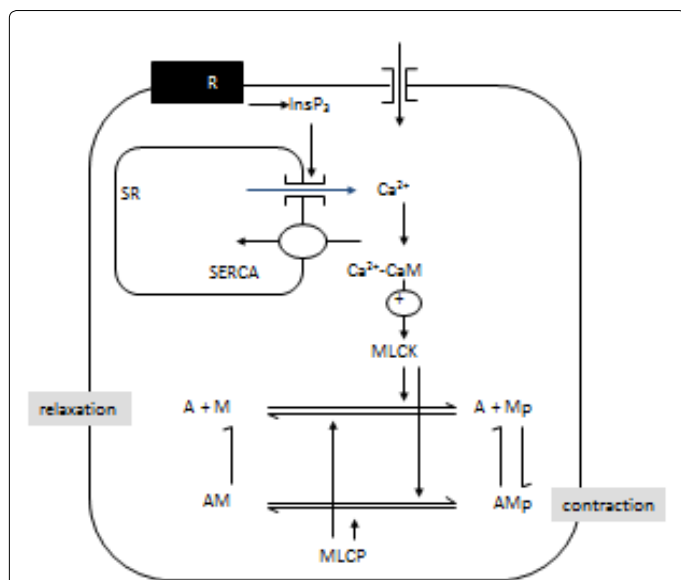 R
InsP₃
SR
Ca²⁺
SERCA
Ca²⁺-CaM
+
MLCK
relaxation
A + M
A + Mp
AM
AMp
contraction
MLCP